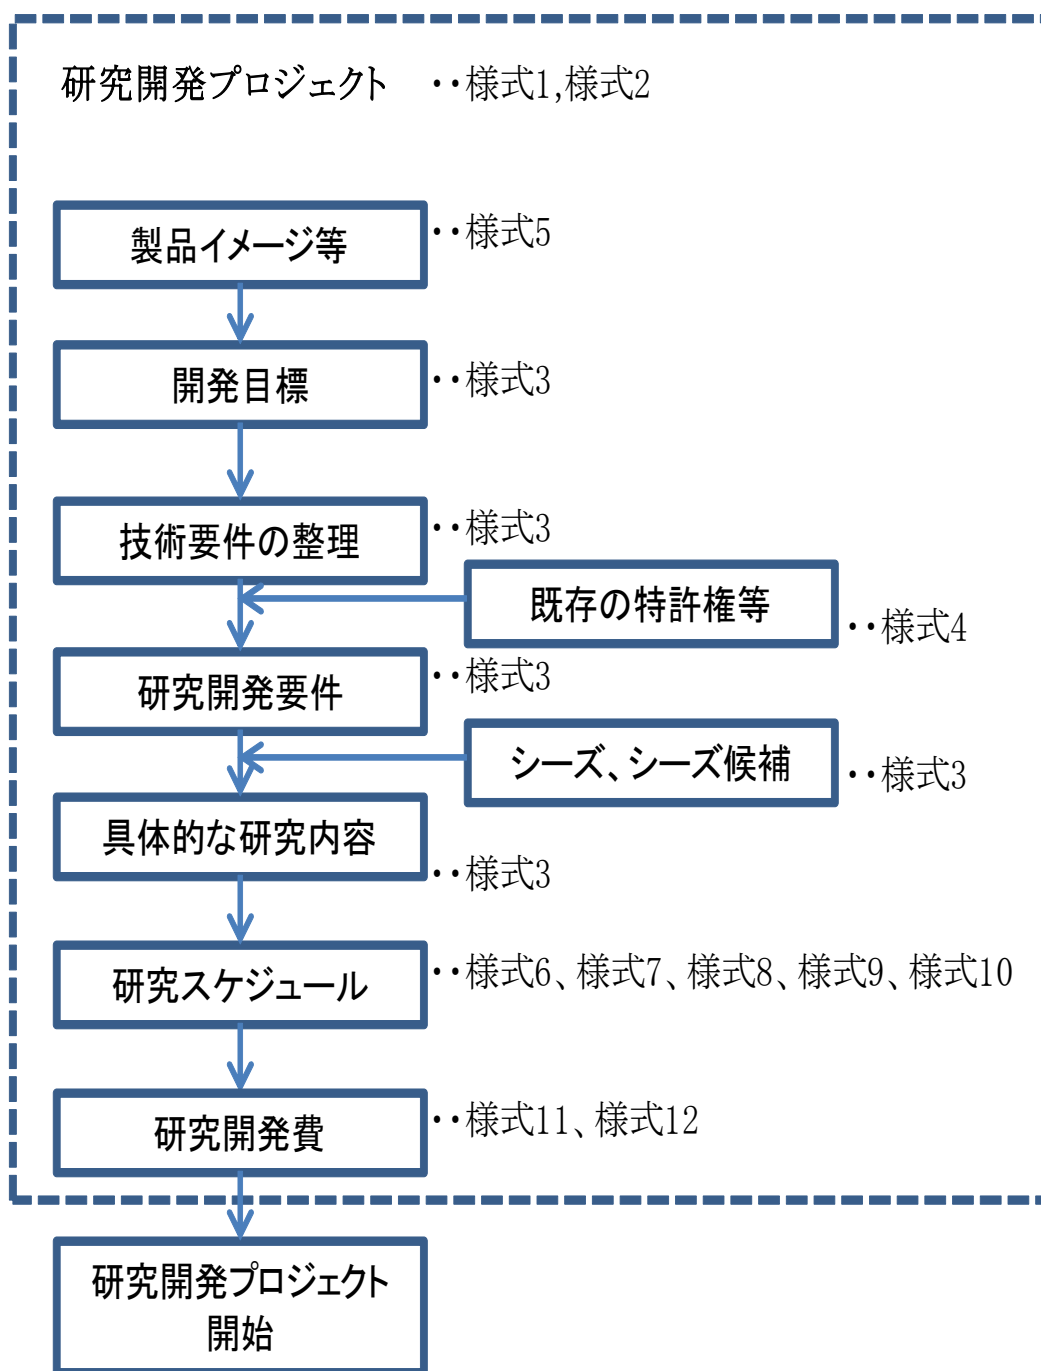 研究開発プロジェクト ‥様式1,様式2
製品イメージ等 ‥様式5
開発目標 ‥様式3
技術要件の整理 ‥様式3
既存の特許権等 ‥様式4
研究開発要件 ‥様式3
シーズ、シーズ候補 ‥様式3
具体的な研究内容 ‥様式3
研究スケジュール ‥様式6、様式7、様式8、様式9、様式10
研究開発費 ‥様式11、様式12
研究開発プロジェクト
開始